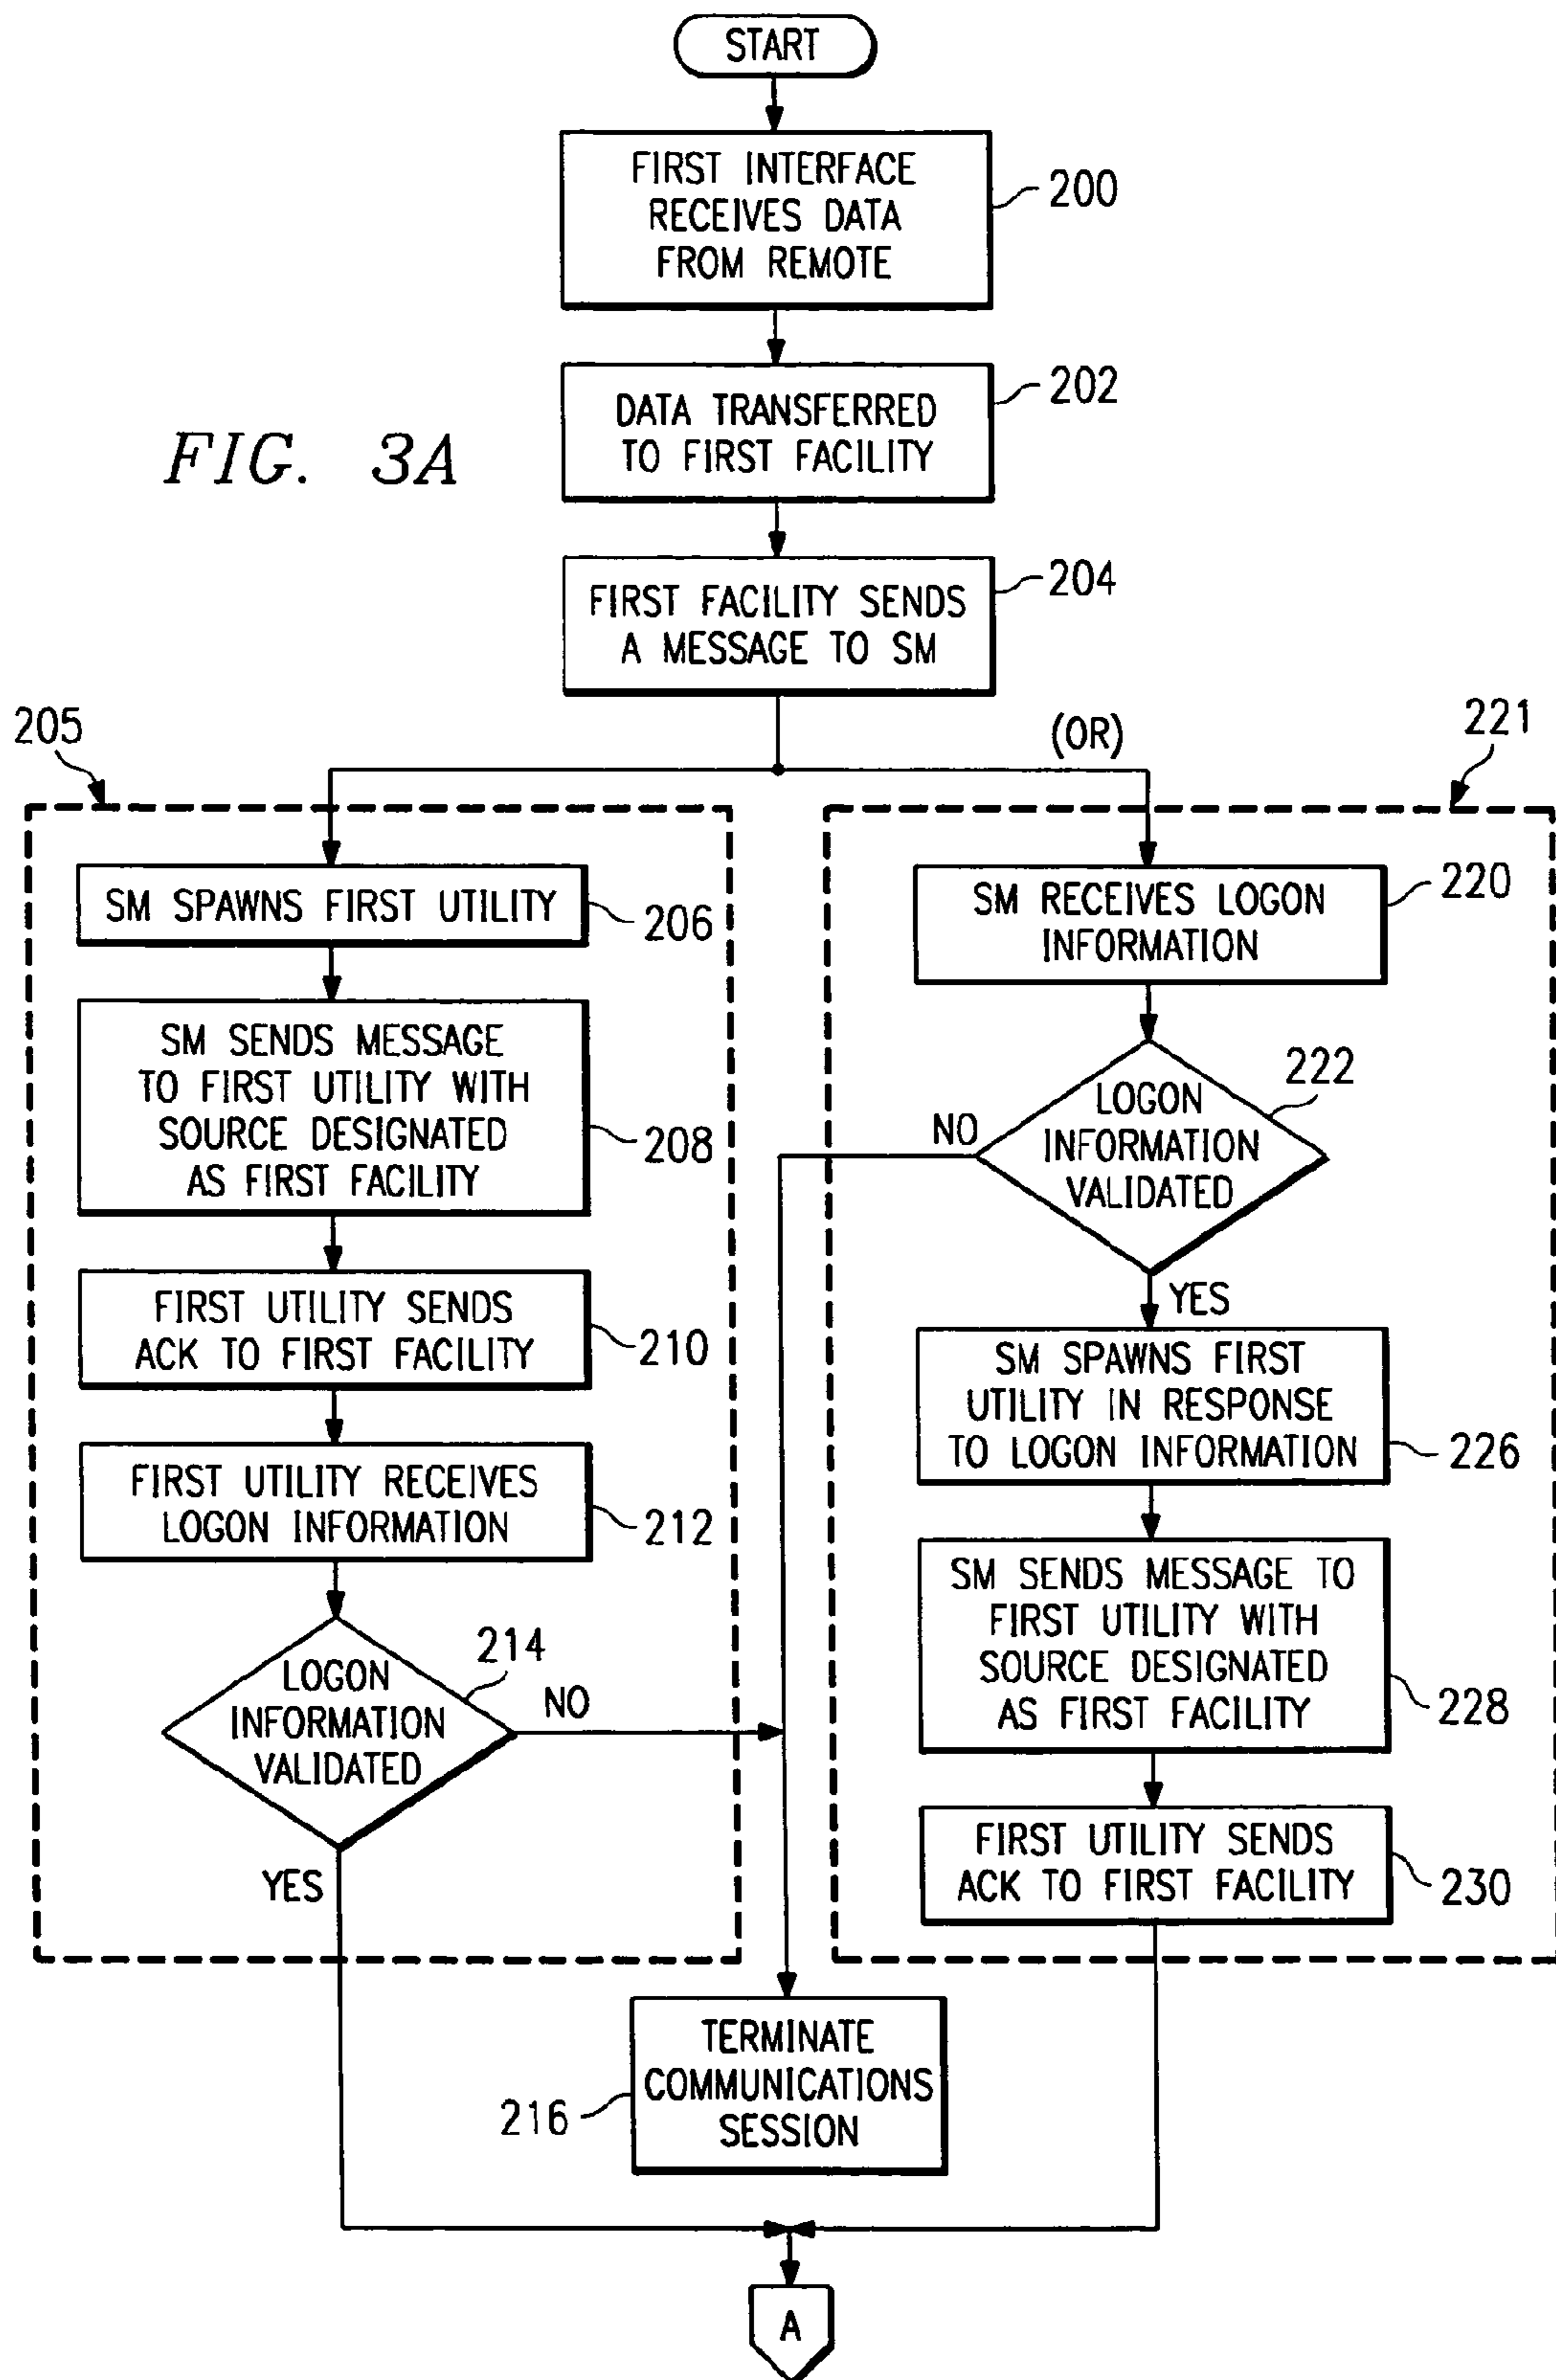 START
FIRST INTERFACE
RECEIVES DATA
FROM REMOTE
200
DATA TRANSFERRED
TO FIRST FACILITY
202
FIG. 3A
FIRST FACILITY SENDS
A MESSAGE TO SM
204
205
(OR)
221
SM SPAWNS FIRST UTILITY
206
SM SENDS MESSAGE
TO FIRST UTILITY WITH
SOURCE DESIGNATED
AS FIRST FACILITY
208
FIRST UTILITY SENDS
ACK TO FIRST FACILITY
210
FIRST UTILITY RECEIVES
LOGON INFORMATION
212
LOGON
INFORMATION
VALIDATED
214
NO
YES
SM RECEIVES LOGON
INFORMATION
220
LOGON
INFORMATION
VALIDATED
222
NO
YES
SM SPAWNS FIRST
UTILITY IN RESPONSE
TO LOGON INFORMATION
226
SM SENDS MESSAGE TO
FIRST UTILITY WITH
SOURCE DESIGNATED
AS FIRST FACILITY
228
FIRST UTILITY SENDS
ACK TO FIRST FACILITY
230
TERMINATE
COMMUNICATIONS
SESSION
216
A